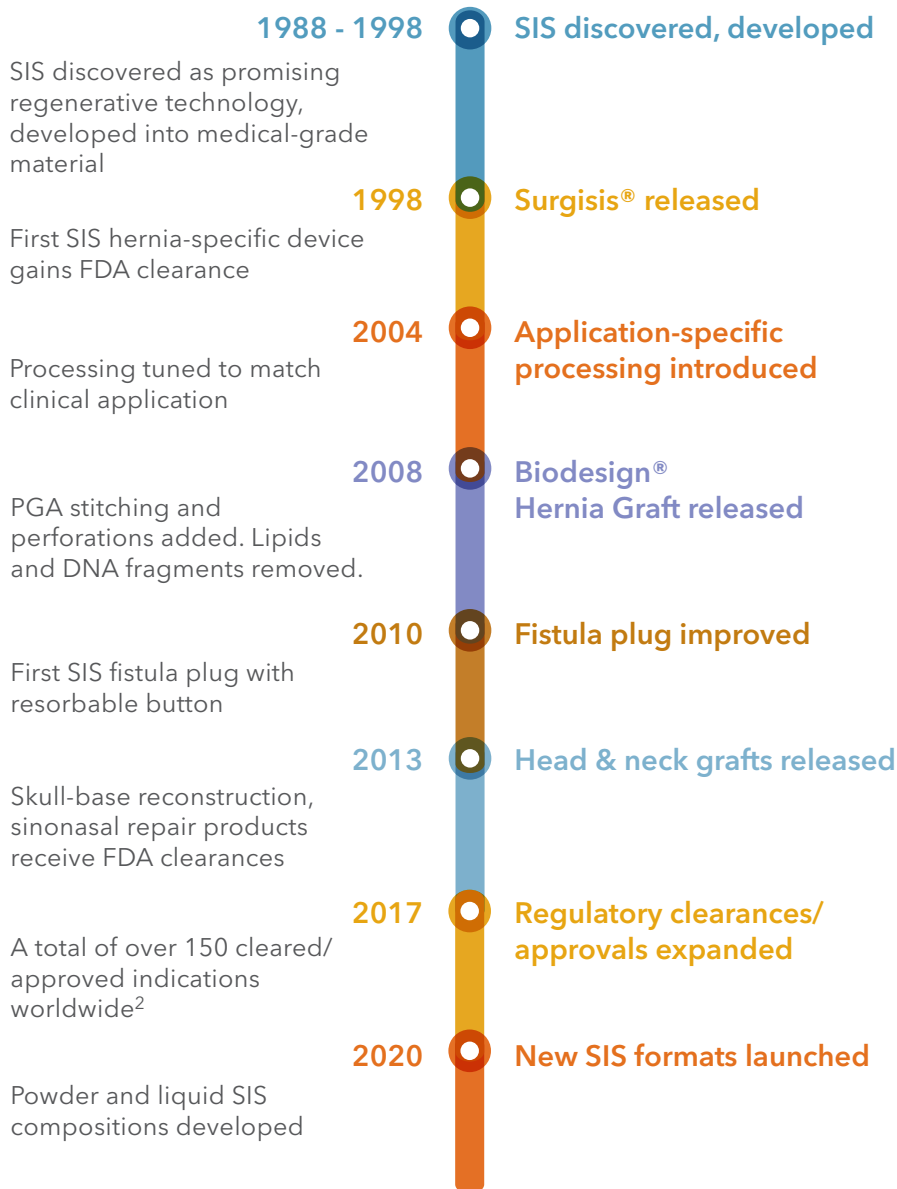 1988 - 1998
SIS discovered, developed
SIS discovered as promising
regenerative technology,
developed into medical-grade
material
1998
Surgisis® released
First SIS hernia-specific device
gains FDA clearance
2004
Application-specific
processing introduced
Processing tuned to match
clinical application
2008
Biodesign®
Hernia Graft released
PGA stitching and
perforations added. Lipids
and DNA fragments removed.
2010
Fistula plug improved
First SIS fistula plug with
resorbable button
2013
Head & neck grafts released
Skull-base reconstruction,
sinonasal repair products
receive FDA clearances
2017
Regulatory clearances/
approvals expanded
A total of over 150 cleared/
approved indications
worldwide²
2020
New SIS formats launched
Powder and liquid SIS
compositions developed